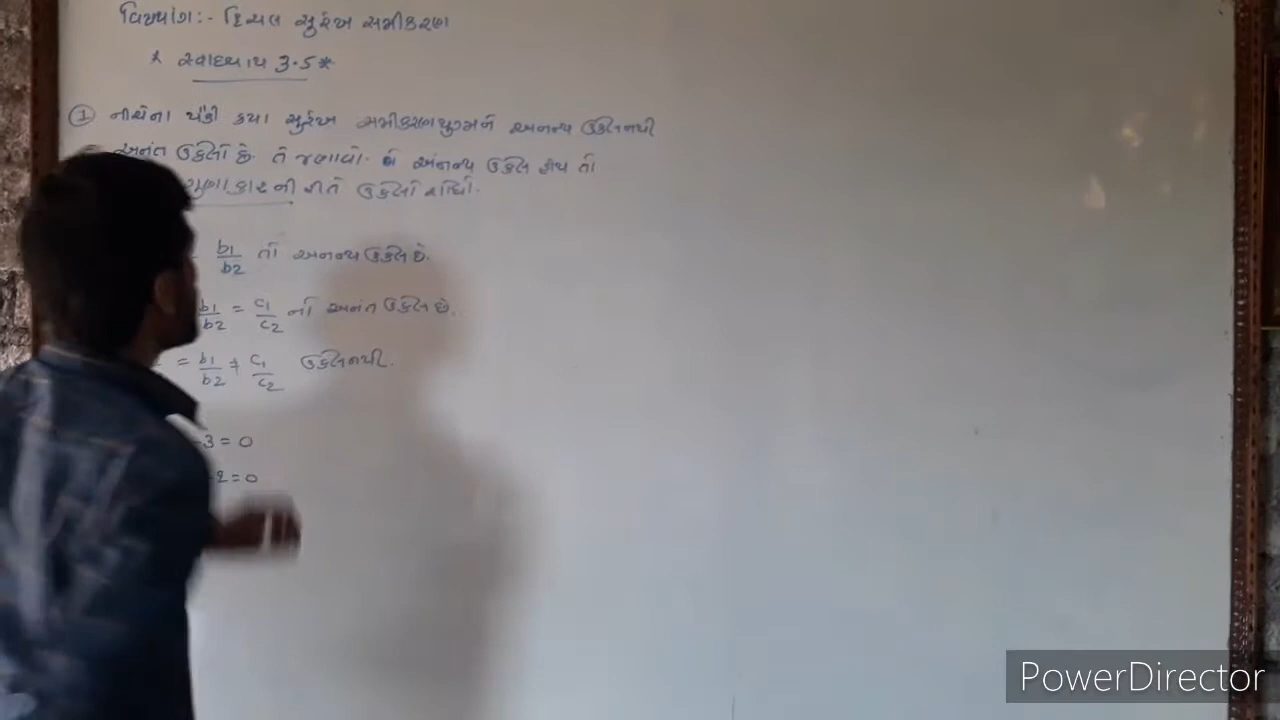 વિષયાંગ:- દ્વિચલ સુરેખ સમીકરણ
* સ્વાધ્યાય 3.5 *
① નીચેના પૈકી કયા સુરેખ સમીકરણયુગ્મને અનન્ય ઉકેલ નથી
અનંત ઉકેલો છે તે જણાવો. અનન્ય ઉકેલ હોય તો
ગુણાકારની રીતે ઉકેલો શોધો.
b1/b2 તો અનન્ય ઉકેલ છે.
b1/b2 = c1/c2 તો અનંત ઉકેલ છે.
= b1/b2 ≠ c1/c2 ઉકેલ નથી.
-3 = 0
2 = 0
PowerDirector